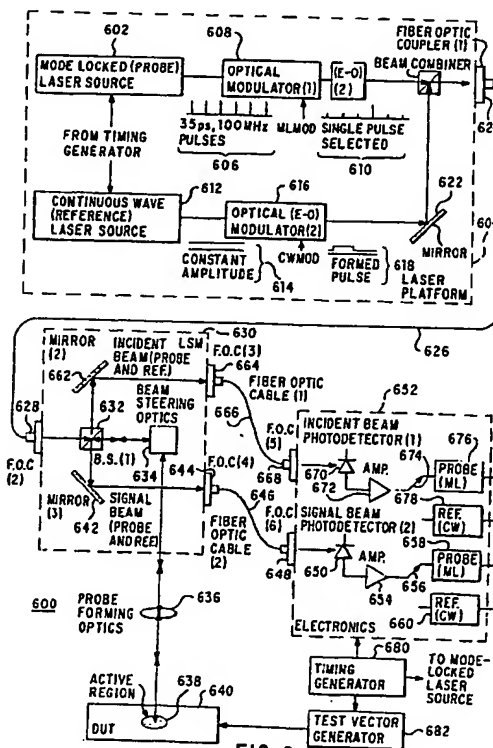 602
608
FIBER OPTIC
COUPLER (1)
BEAM COMBINER
MODE LOCKED (PROBE)
LASER SOURCE
OPTICAL
MODULATOR (1)
(E-O)
(2)
35ps, 100MHz
PULSES
606
MLMOD
SINGLE PULSE
SELECTED
610
FROM TIMING
GENERATOR
612
616
622
CONTINUOUS WAVE
(REFERENCE)
LASER SOURCE
OPTICAL (E-O)
MODULATOR (2)
MIRROR
CONSTANT
AMPLITUDE
614
CWMOD
FORMED
PULSE
618
LASER
PLATFORM
626
630
MIRROR
(2)
INCIDENT LSM
BEAM (PROBE
AND REF.)
F.O.C (3)
664
662
FIBER OPTIC
CABLE (1)
652
BEAM
STEERING
OPTICS
666
628
632
F.O.C
(5)
INCIDENT BEAM
PHOTODETECTOR (1)
676
F.O.C
(2)
B.S. (1)
634
644
F.O.C (4)
668
670
AMP.
674
PROBE
(ML)
MIRROR
(3)
642
SIGNAL
BEAM
(PROBE
AND REF.)
646
FIBER OPTIC
CABLE (2)
F.O.C
(6)
672
678
SIGNAL BEAM
PHOTODETECTOR (2)
REF.
(CW)
658
648
650
AMP.
654
656
PROBE
(ML)
660
REF.
(CW)
ELECTRONICS
600
PROBE
FORMING
OPTICS
636
680
TIMING
GENERATOR
TO MODE-
LOCKED
LASER
SOURCE
ACTIVE
REGION
638
640
DUT
TEST VECTOR
GENERATOR
682